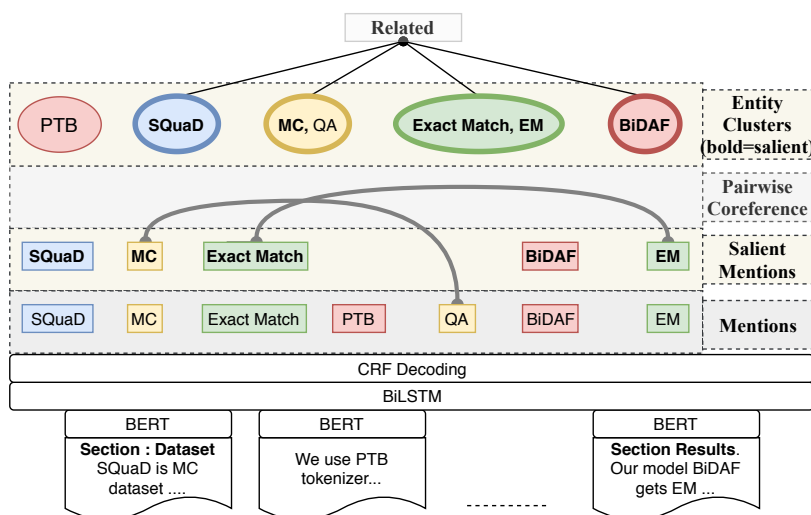 Related
PTB
SQuaD
MC, QA
Exact Match, EM
BiDAF
Entity
Clusters
(bold=salient)
Pairwise
Coreference
SQuaD
MC
Exact Match
BiDAF
EM
Salient
Mentions
SQuaD
MC
Exact Match
PTB
QA
BiDAF
EM
Mentions
CRF Decoding
BiLSTM
BERT
BERT
BERT
Section : Dataset
SQuaD is MC
dataset ....
We use PTB
tokenizer...
Section Results.
Our model BiDAF
gets EM ...